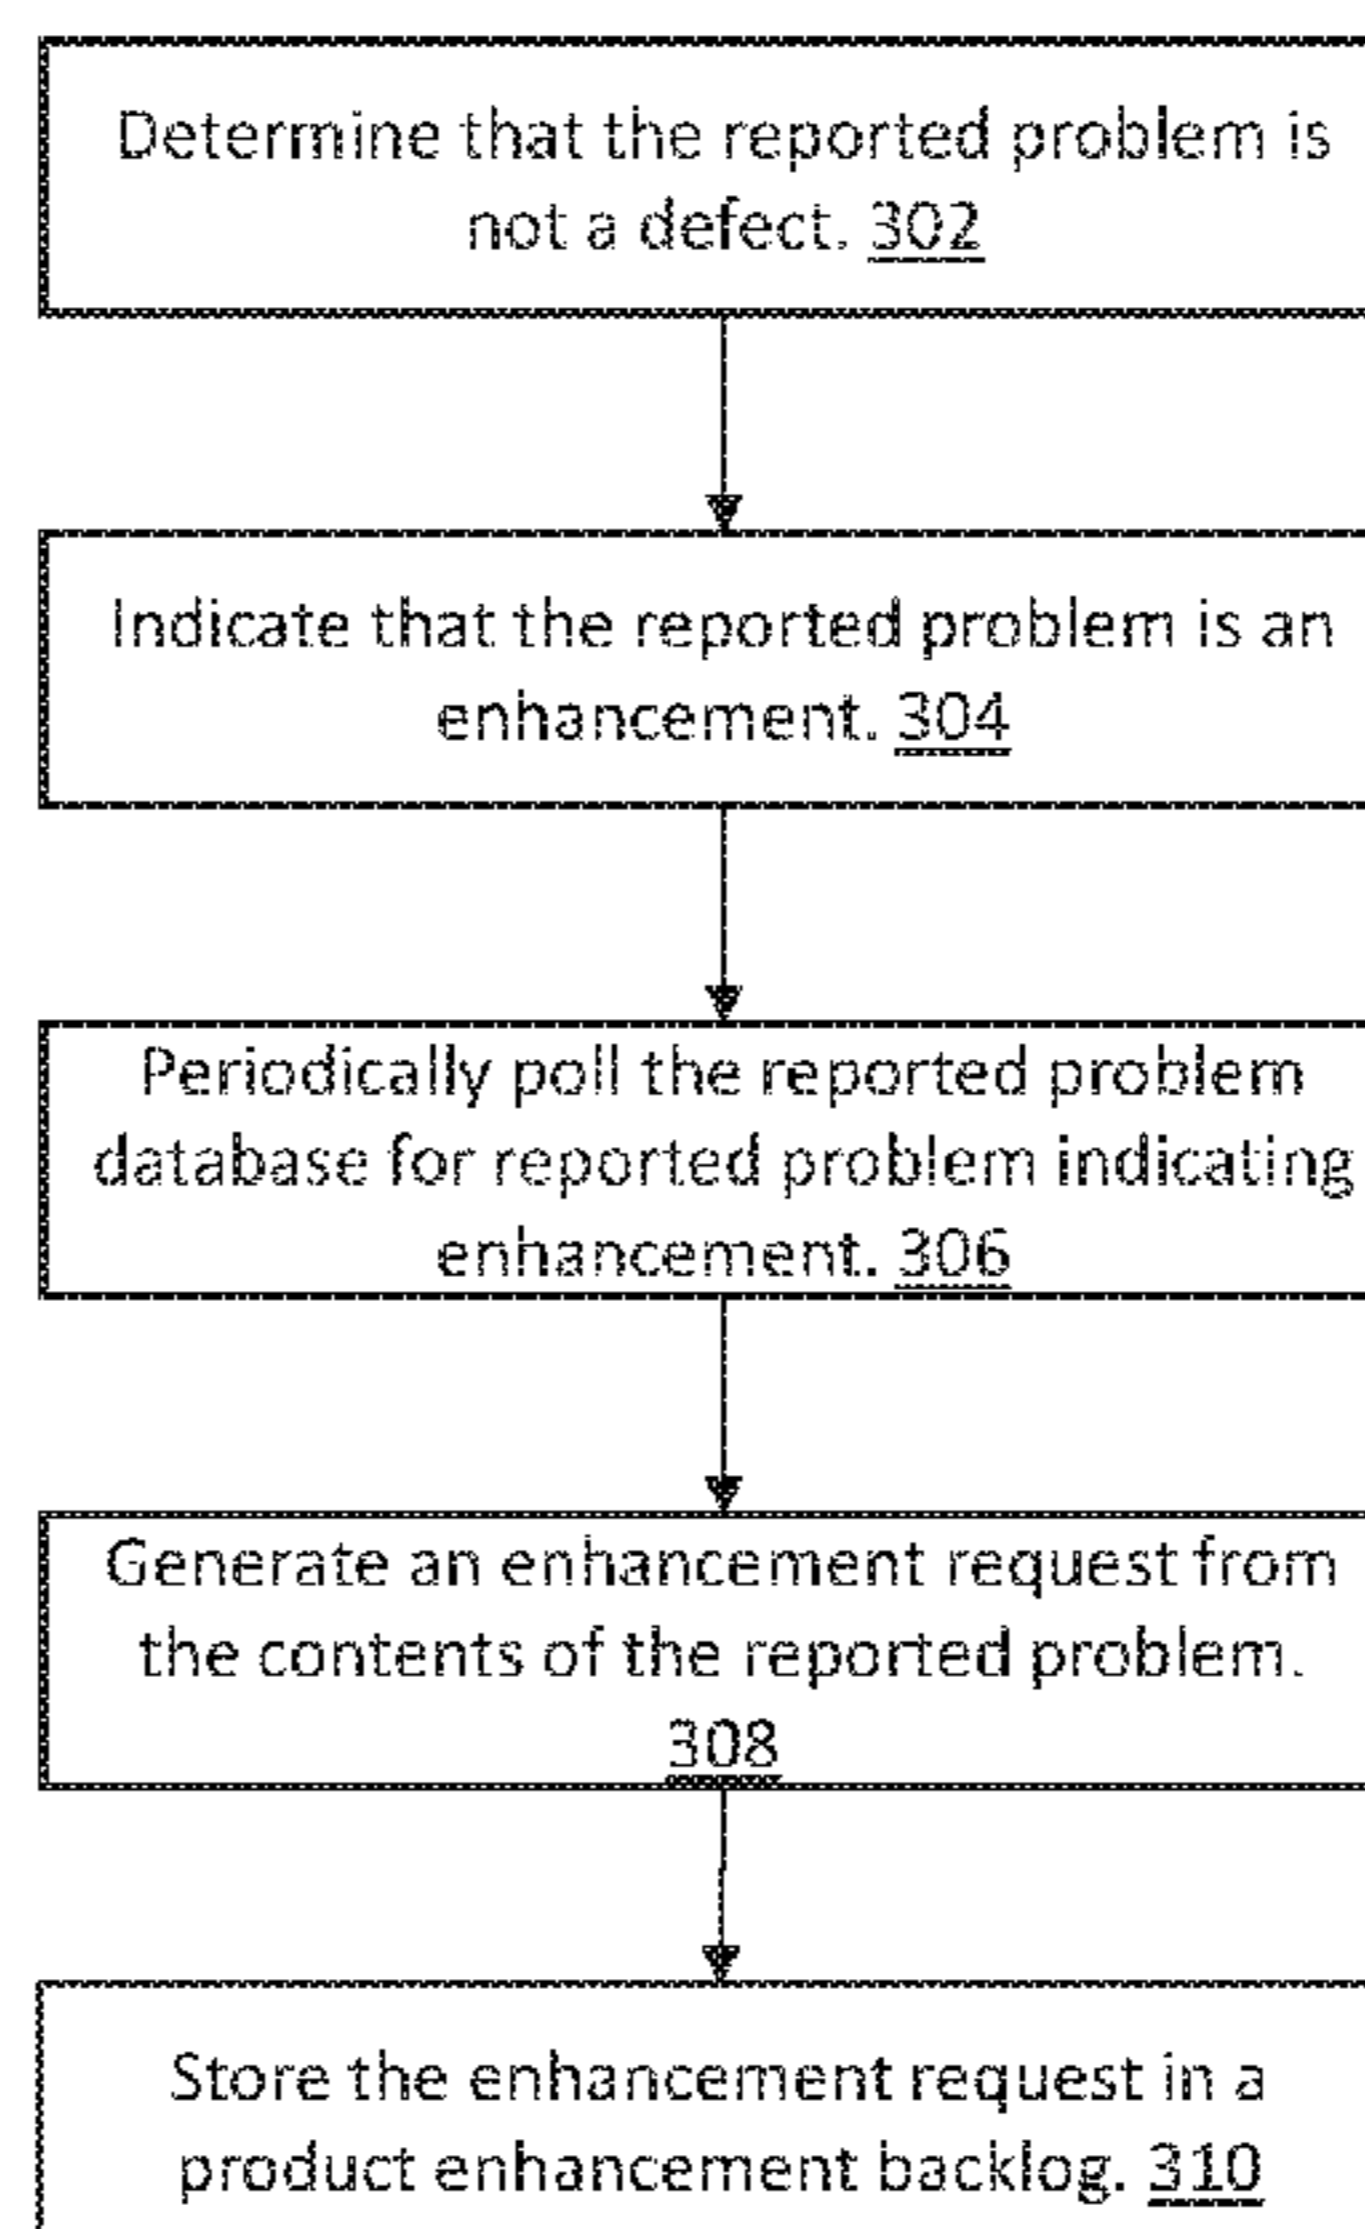 Determine that the reported problem is
not a defect. 302
Indicate that the reported problem is an
enhancement. 304
Periodically poll the reported problem
database for reported problem indicating
enhancement. 306
Generate an enhancement request from
the contents of the reported problem.
308
Store the enhancement request in a
product enhancement backlog. 310